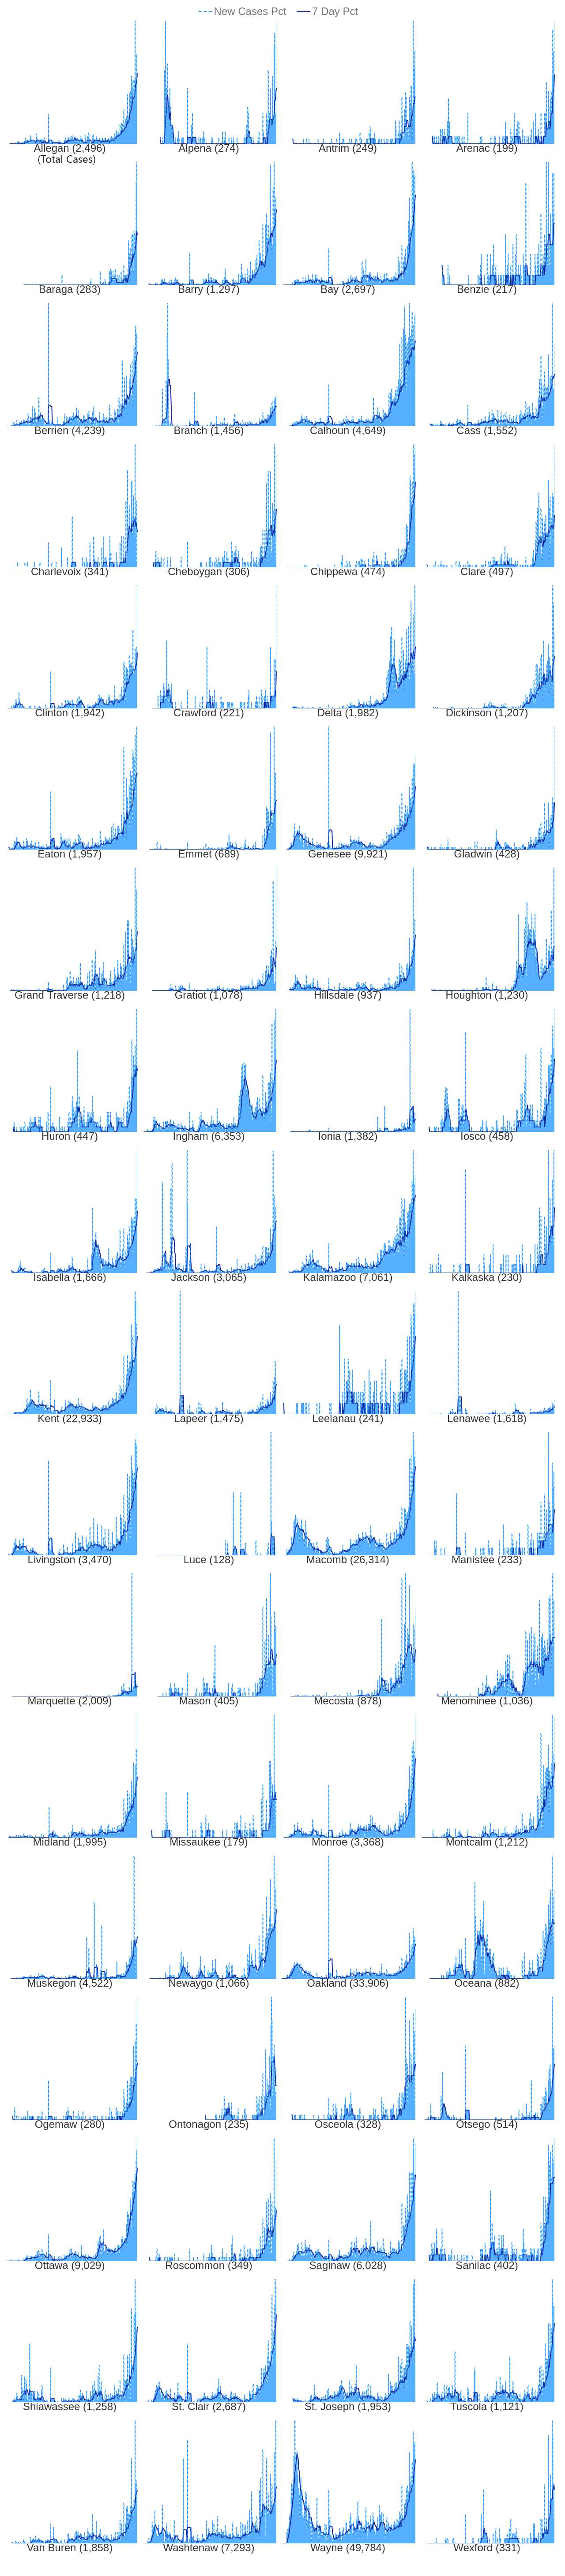 New Cases Pct 7 Day Pct
Allegan (2,496) Alpena (274) Antrim (249) Arenac (199)
(Total Cases)
Baraga (283) Barry (1,297) Bay (2,697) Benzie (217)
Berrien (4,239) Branch (1,456) Calhoun (4,649) Cass (1,552)
Charlevoix (341) Cheboygan (306) Chippewa (474) Clare (497)
Clinton (1,942) Crawford (221) Delta (1,982) Dickinson (1,207)
Eaton (1,957) Emmet (689) Genesee (9,921) Gladwin (428)
Grand Traverse (1,218) Gratiot (1,078) Hillsdale (937) Houghton (1,230)
Huron (447) Ingham (6,353) Ionia (1,382) Iosco (458)
Isabella (1,666) Jackson (3,065) Kalamazoo (7,061) Kalkaska (230)
Kent (22,933) Lapeer (1,475) Leelanau (241) Lenawee (1,618)
Livingston (3,470) Luce (128) Macomb (26,314) Manistee (233)
Marquette (2,009) Mason (405) Mecosta (878) Menominee (1,036)
Midland (1,995) Missaukee (179) Monroe (3,368) Montcalm (1,212)
Muskegon (4,522) Newaygo (1,066) Oakland (33,906) Oceana (882)
Ogemaw (280) Ontonagon (235) Osceola (328) Otsego (514)
Ottawa (9,029) Roscommon (349) Saginaw (6,028) Sanilac (402)
Shiawassee (1,258) St. Clair (2,687) St. Joseph (1,953) Tuscola (1,121)
Van Buren (1,858) Washtenaw (7,293) Wayne (49,784) Wexford (331)